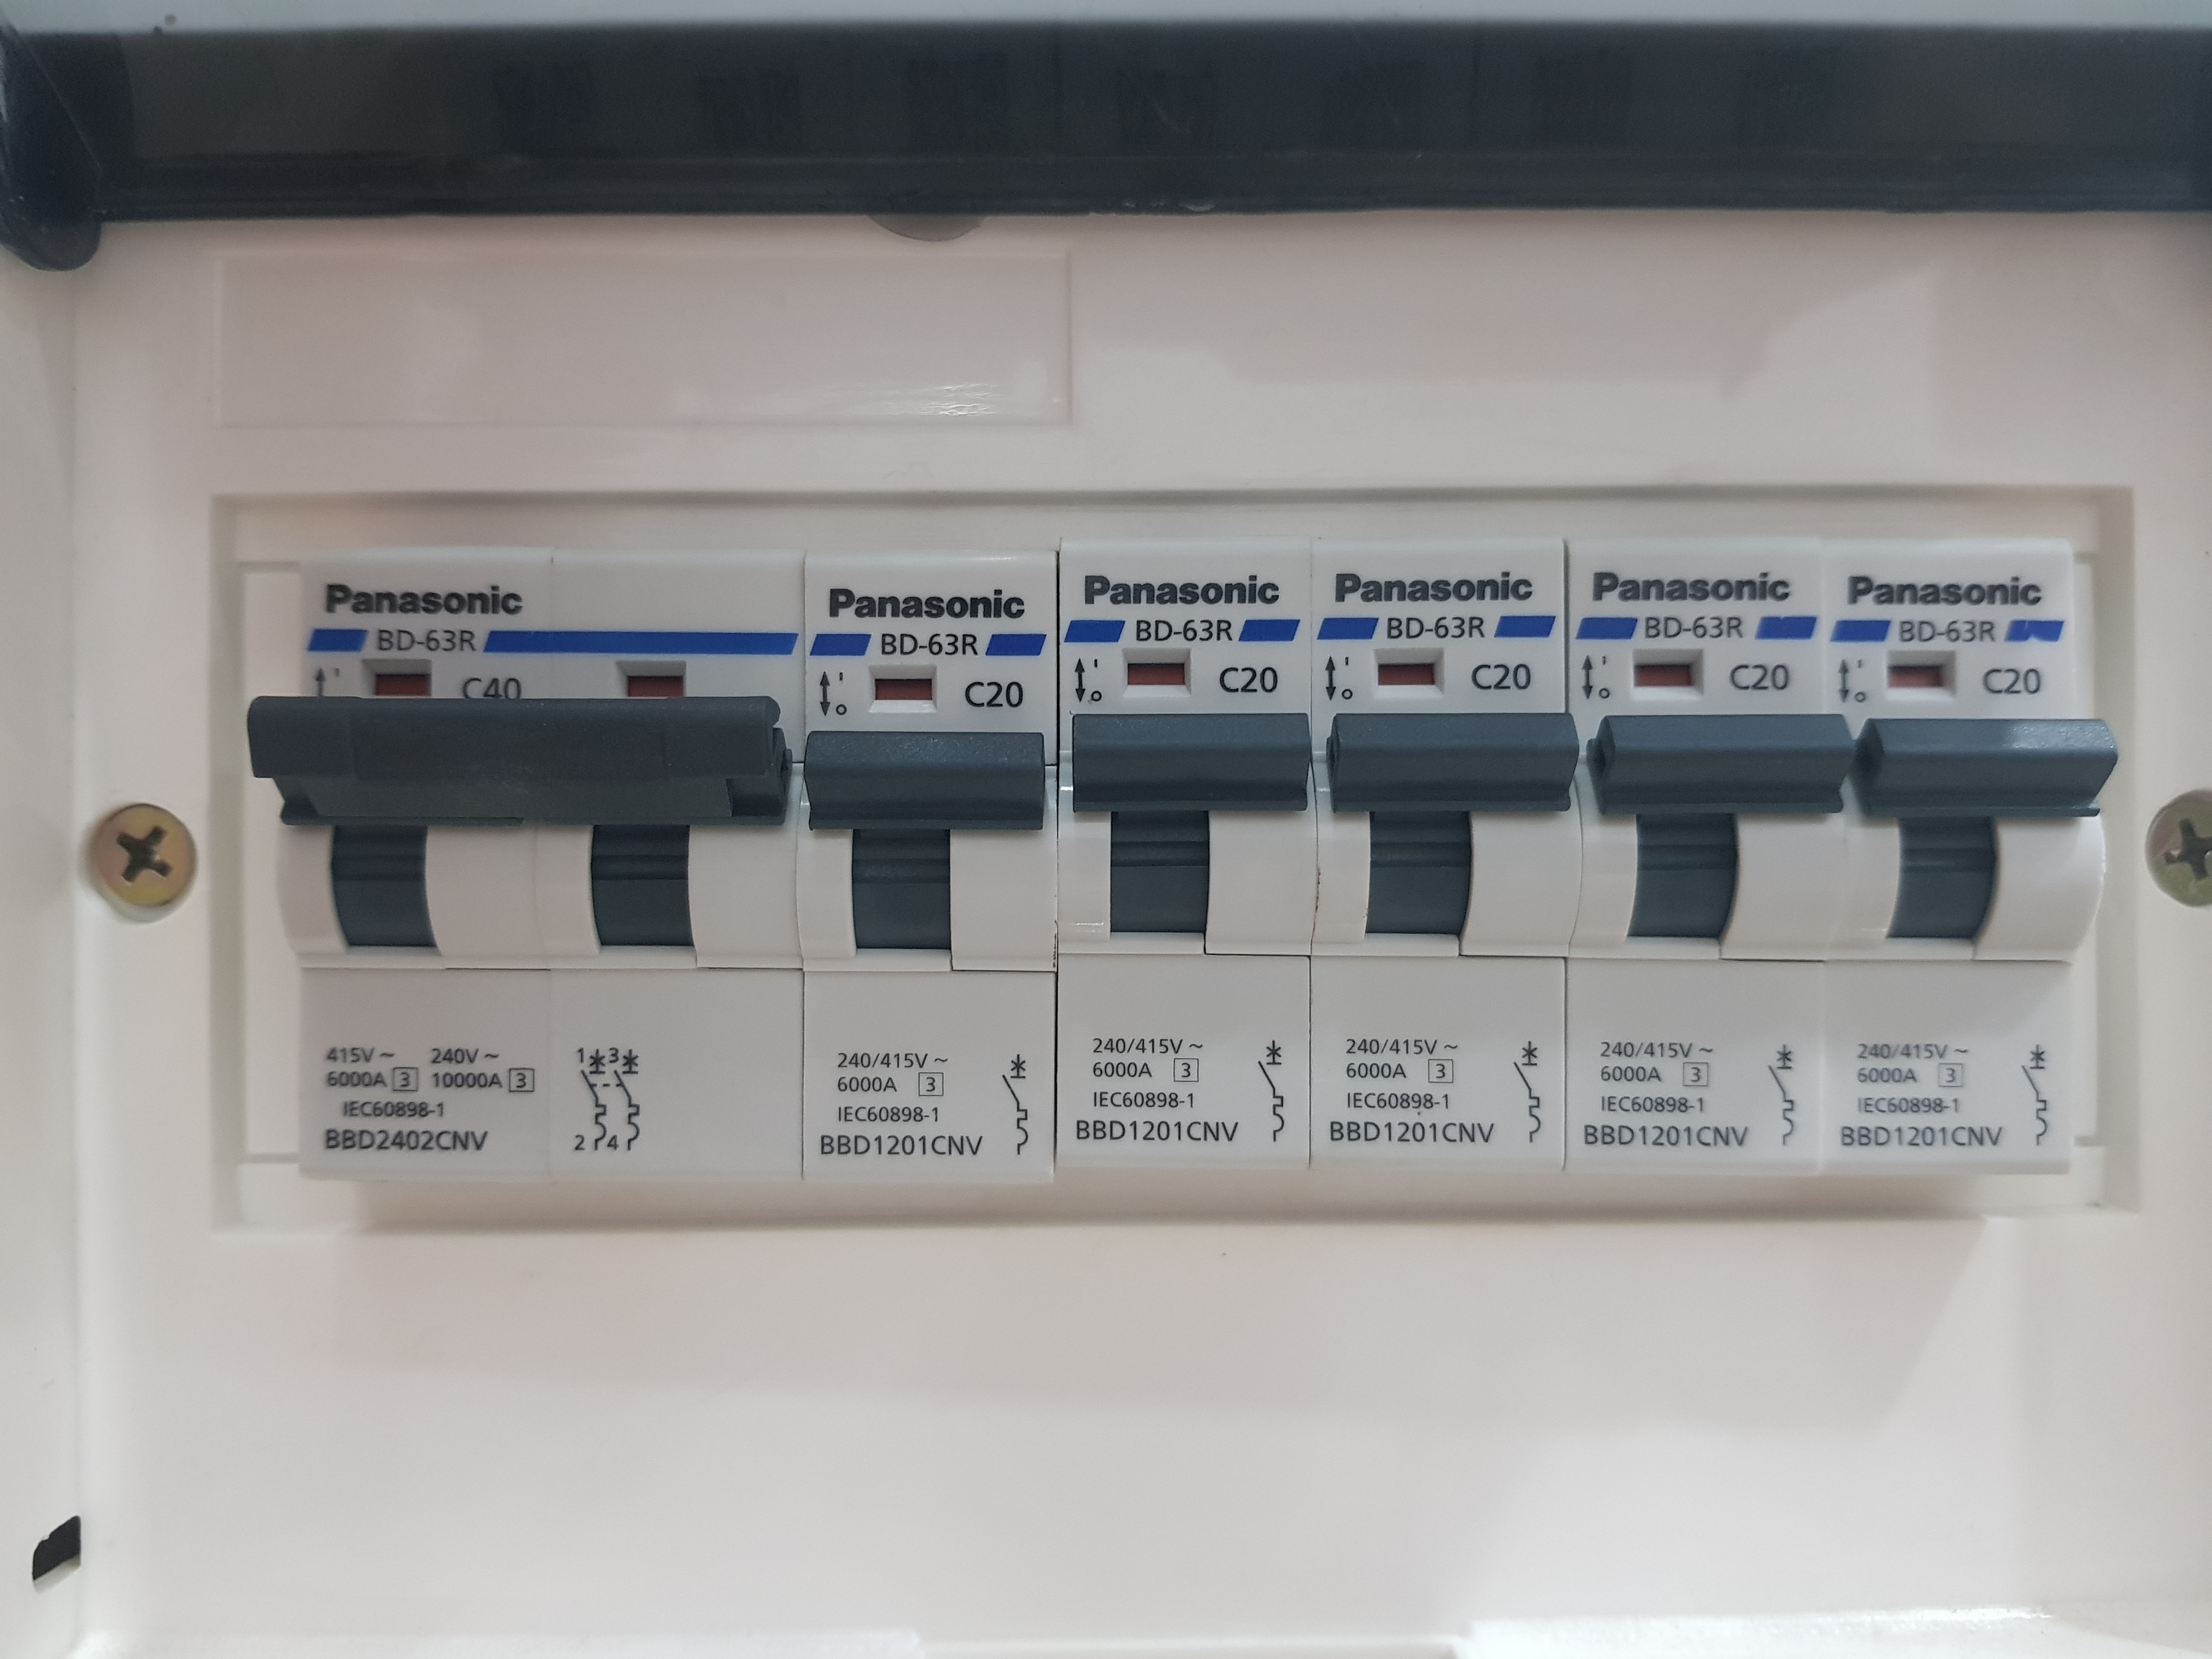 Panasonic
BD-63R
C40
415V ~ 240V ~
6000A 3 10000A 3
IEC60898-1
BBD2402CNV
1 3
2 4
Panasonic
BD-63R
C20
240/415V ~
6000A 3
IEC60898-1
BBD1201CNV
Panasonic
BD-63R
C20
240/415V ~
6000A 3
IEC60898-1
BBD1201CNV
Panasonic
BD-63R
C20
240/415V ~
6000A 3
IEC60898-1
BBD1201CNV
Panasonic
BD-63R
C20
240/415V ~
6000A 3
IEC60898-1
BBD1201CNV
Panasonic
BD-63R
C20
240/415V ~
6000A 3
IEC60898-1
BBD1201CNV